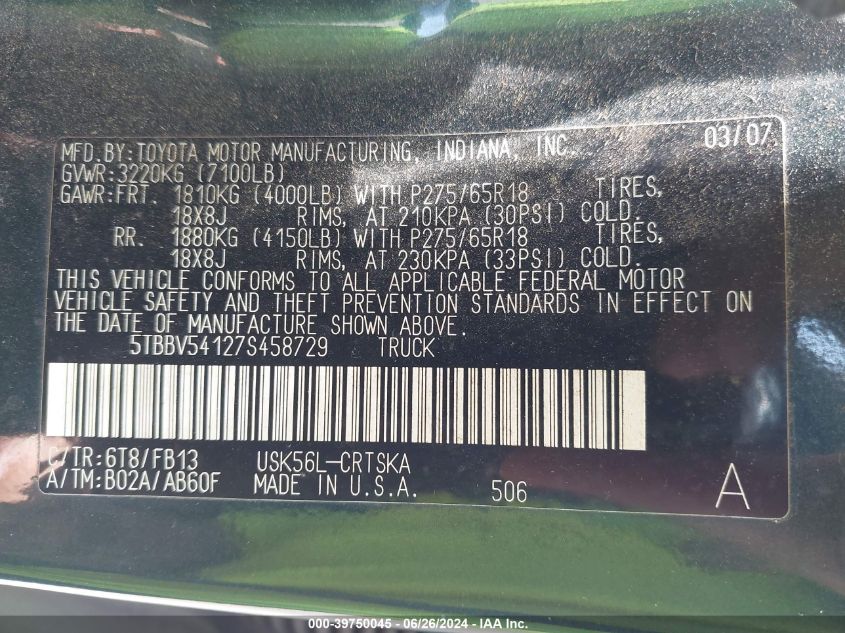 MFD.BY:TOYOTA MOTOR MANUFACTURING, INDIANA, INC. 03/07
GVWR:3220KG (7100LB)
GAWR:FRT. 1810KG (4000LB) WITH P275/65R18 TIRES,
18X8J RIMS, AT 210KPA (30PSI) COLD.
RR. 1880KG (4150LB) WITH P275/65R18 TIRES,
18X8J RIMS, AT 230KPA (33PSI) COLD.
THIS VEHICLE CONFORMS TO ALL APPLICABLE FEDERAL MOTOR
VEHICLE SAFETY AND THEFT PREVENTION STANDARDS IN EFFECT ON
THE DATE OF MANUFACTURE SHOWN ABOVE.
5TBBV54127S458729 TRUCK
C/TR:6T8/FB13 USK56L-CRTSKA
A/TM:B02A/AB60F MADE IN U.S.A. 506 A
000-39750045 - 06/26/2024 - IAA Inc.